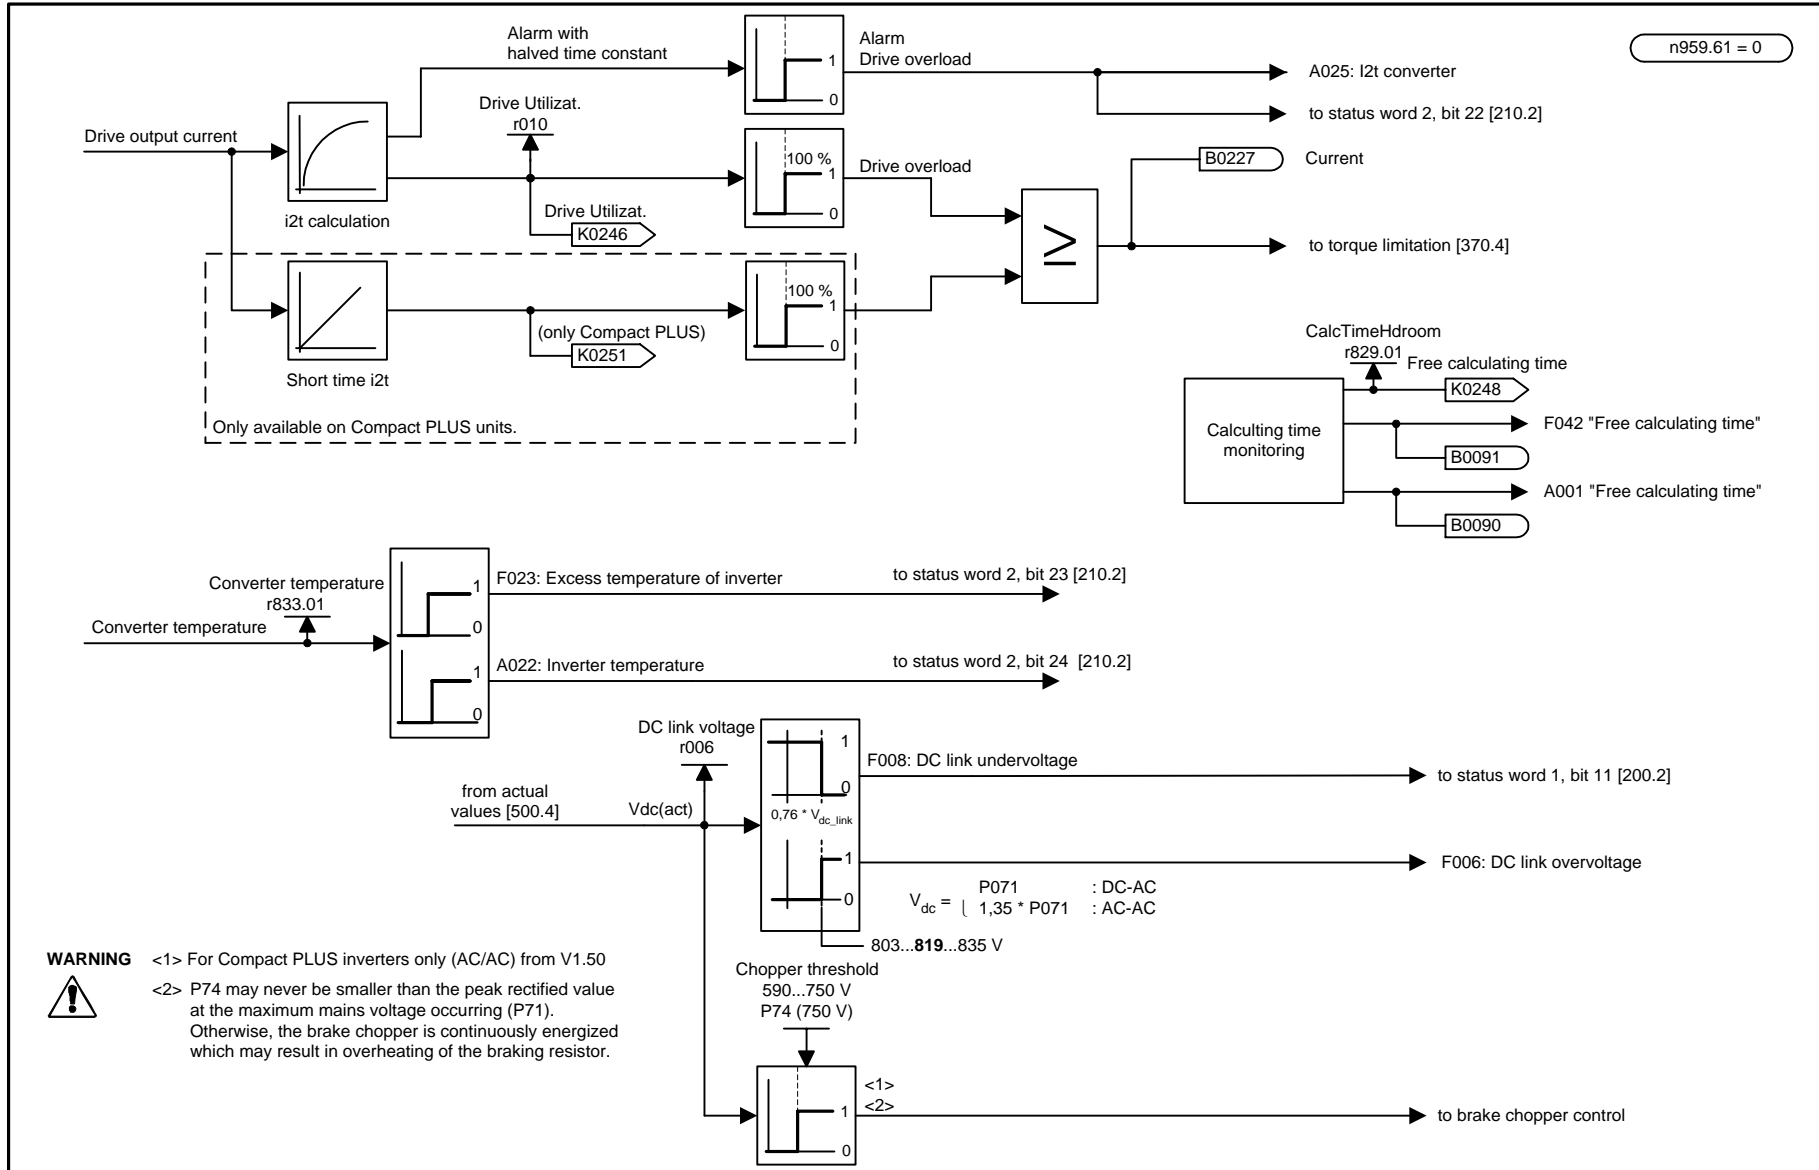 Alarm with
halved time constant
1
0
Alarm
Drive overload
n959.61 = 0
A025: I2t converter
to status word 2, bit 22 [210.2]
Drive output current
Drive Utilizat.
r010
i2t calculation
Drive Utilizat.
K0246
100 %
1
0
Drive overload
≥
B0227
Current
to torque limitation [370.4]
Short time i2t
(only Compact PLUS)
K0251
100 %
1
0
Only available on Compact PLUS units.
CalcTimeHdroom
r829.01
Free calculating time
K0248
Calculting time
monitoring
F042 "Free calculating time"
B0091
A001 "Free calculating time"
B0090
Converter temperature
r833.01
Converter temperature
1
0
F023: Excess temperature of inverter
to status word 2, bit 23 [210.2]
1
0
A022: Inverter temperature
to status word 2, bit 24 [210.2]
DC link voltage
r006
from actual
values [500.4]
Vdc(act)
1
0
0,76 * Vdc_link
F008: DC link undervoltage
to status word 1, bit 11 [200.2]
1
0
F006: DC link overvoltage
P071 : DC-AC
Vdc = ⎩ 1,35 * P071 : AC-AC
803...819...835 V
WARNING
<1> For Compact PLUS inverters only (AC/AC) from V1.50
<2> P74 may never be smaller than the peak rectified value
at the maximum mains voltage occurring (P71).
Otherwise, the brake chopper is continuously energized
which may result in overheating of the braking resistor.
Chopper threshold
590...750 V
P74 (750 V)
1
0
<1>
<2>
to brake chopper control